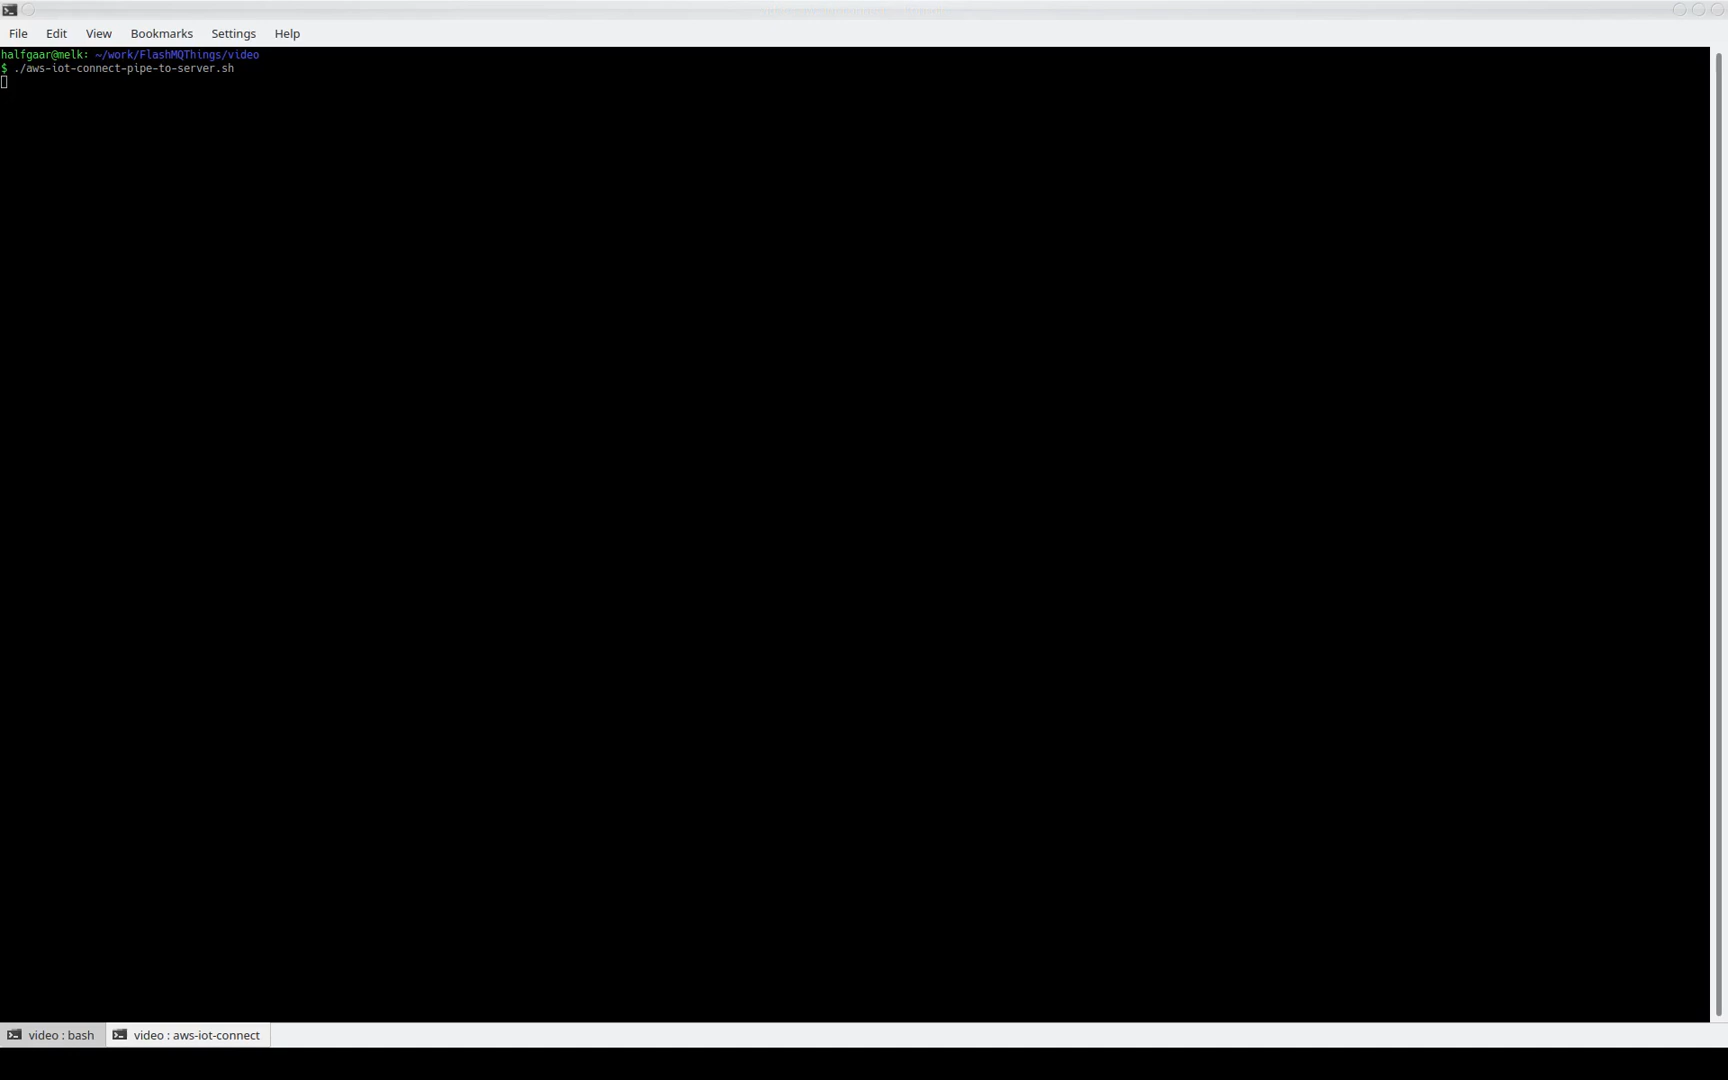 File Edit View Bookmarks Settings Help
halfgaar@melk: ~/work/FlashMQThings/video
$ ./aws-iot-connect-pipe-to-server.sh
video : bash video : aws-iot-connect